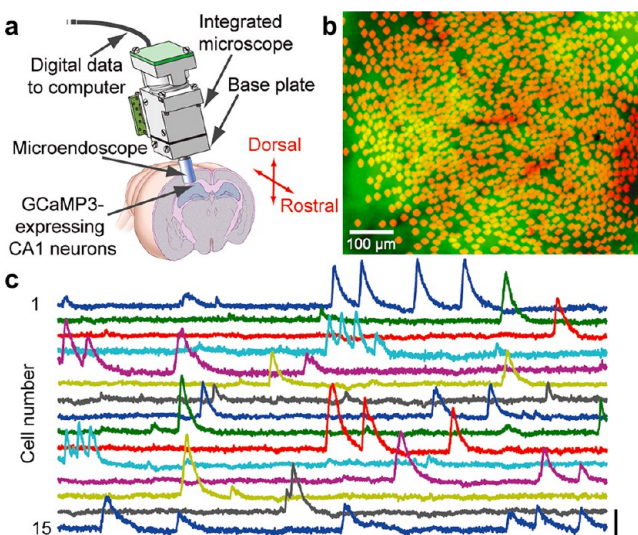 a
Digital data
to computer
Integrated
microscope
Base plate
Microendoscope
Dorsal
Rostral
GCaMP3-
expressing
CA1 neurons
b
100 µm
c
1
Cell number
15